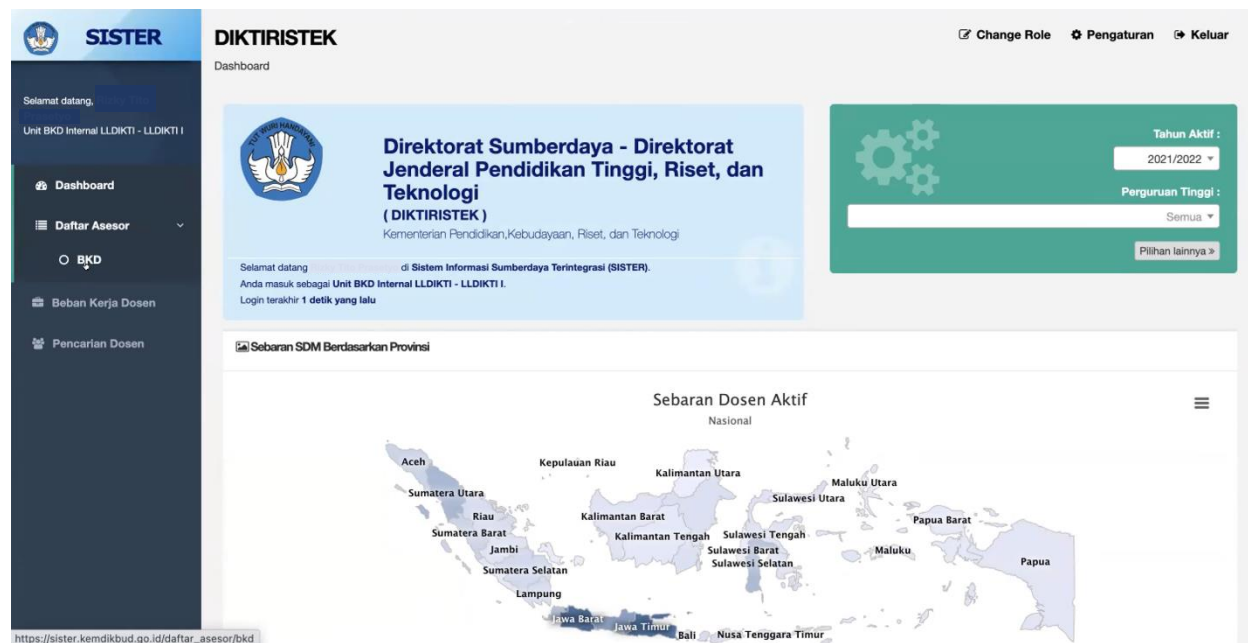 SISTER
Selamat datang,
Unit BKD Internal LLDIKTI - LLDIKTI I
Dashboard
Daftar Asesor
BKD
Beban Kerja Dosen
Pencarian Dosen
DIKTIRISTEK
Dashboard
Change Role
Pengaturan
Keluar
TUT WURI HANDAYANI
Direktorat Sumberdaya - Direktorat
Jenderal Pendidikan Tinggi, Riset, dan
Teknologi
( DIKTIRISTEK )
Kementerian Pendidikan,Kebudayaan, Riset, dan Teknologi
Selamat datang di Sistem Informasi Sumberdaya Terintegrasi (SISTER).
Anda masuk sebagai Unit BKD Internal LLDIKTI - LLDIKTI I.
Login terakhir 1 detik yang lalu
Tahun Aktif :
2021/2022
Perguruan Tinggi :
Semua
Pilihan lainnya »
Sebaran SDM Berdasarkan Provinsi
Sebaran Dosen Aktif
Nasional
Aceh
Kepulauan Riau
Kalimantan Utara
Maluku Utara
Sumatera Utara
Sulawesi Utara
Riau
Kalimantan Barat
Papua Barat
Sumatera Barat
Kalimantan Tengah
Sulawesi Tengah
Jambi
Sulawesi Barat
Maluku
Sumatera Selatan
Sulawesi Selatan
Papua
Lampung
Jawa Barat
Jawa Timur
Bali
Nusa Tenggara Timur
https://sister.kemdikbud.go.id/daftar_asesor/bkd